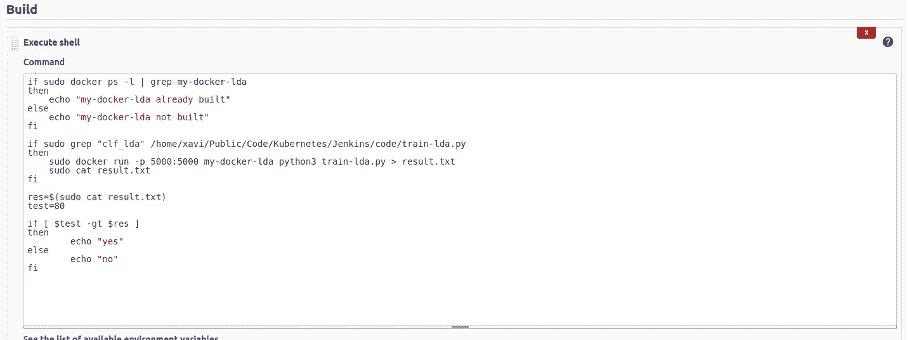 Build
x
Execute shell
Command
if sudo docker ps -l | grep my-docker-lda
then
    echo "my-docker-lda already built"
else
    echo "my-docker-lda not built"
fi
if sudo grep "clf_lda" /home/xavi/Public/Code/Kubernetes/Jenkins/code/train-lda.py
then
    sudo docker run -p 5000:5000 my-docker-lda python3 train-lda.py > result.txt
    sudo cat result.txt
fi
res=$(sudo cat result.txt)
test=80
if [ $test -gt $res ]
then
        echo "yes"
else
        echo "no"
fi
See the list of available environment variables